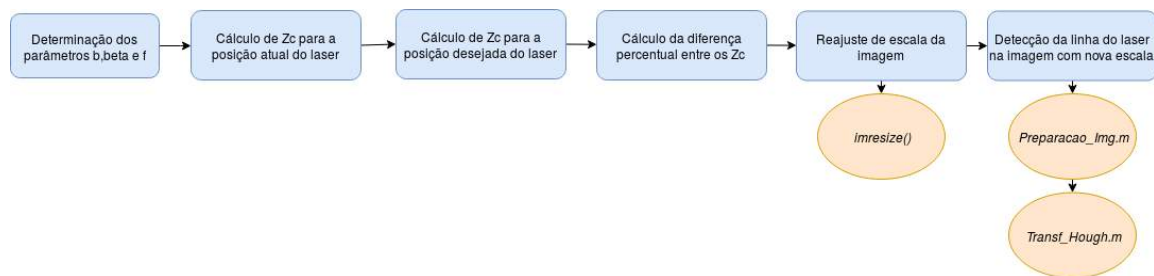 Determinação dos
parâmetros b,beta e f
Cálculo de Zc para a
posição atual do laser
Cálculo de Zc para a
posição desejada do laser
Cálculo da diferença
percentual entre os Zc
Reajuste de escala da
imagem
Detecção da linha do laser
na imagem com nova escala
imresize()
Preparacao_Img.m
Transf_Hough.m